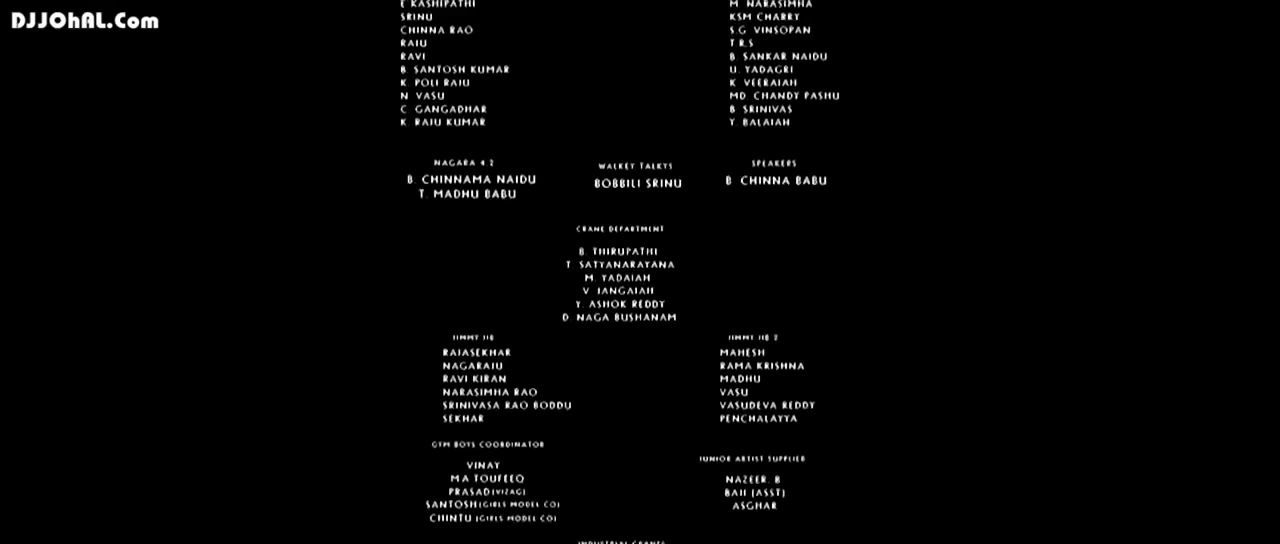 DJJOhAL.Com
E KASHIPATHI
SRINU
CHINNA RAO
RAJU
RAVI
B. SANTOSH KUMAR
K. POLI RAJU
N. VASU
C. GANGADHAR
K. RAJU KUMAR
M. NARASIMHA
KSM CHARRY
S.G. VINSOPAN
T.R.S
B. SANKAR NAIDU
U. YADAGRI
K. VEERAIAH
MD. CHANDY PASHU
B. SRINIVAS
Y. BALAIAH
NAGARA 4.2
B. CHINNAMA NAIDU
T. MADHU BABU
WALKEY TALKYS
BOBBILI SRINU
SPEAKERS
B. CHINNA BABU
CRANE DEPARTMENT
B. THIRUPATHI
T. SATYANARAYANA
M. YADAIAH
V. JANGAIAH
Y. ASHOK REDDY
D. NAGA BUSHANAM
JIMMY JIB
RAJASEKHAR
NAGARAJU
RAVI KIRAN
NARASIMHA RAO
SRINIVASA RAO BODDU
SEKHAR
JIMMY JIB 2
MAHESH
RAMA KRISHNA
MADHU
VASU
VASUDEVA REDDY
PENCHALAYYA
GYM BOYS COORDINATOR
VINAY
M.A TOUFEEQ
PRASAD(VIZAG)
SANTOSH(GIRLS MODEL CO)
CHINTU (GIRLS MODEL CO)
JUNIOR ARTIST SUPPLIER
NAZEER. B
BAJI (ASST)
ASGHAR
INDUSTRIAL CRANES